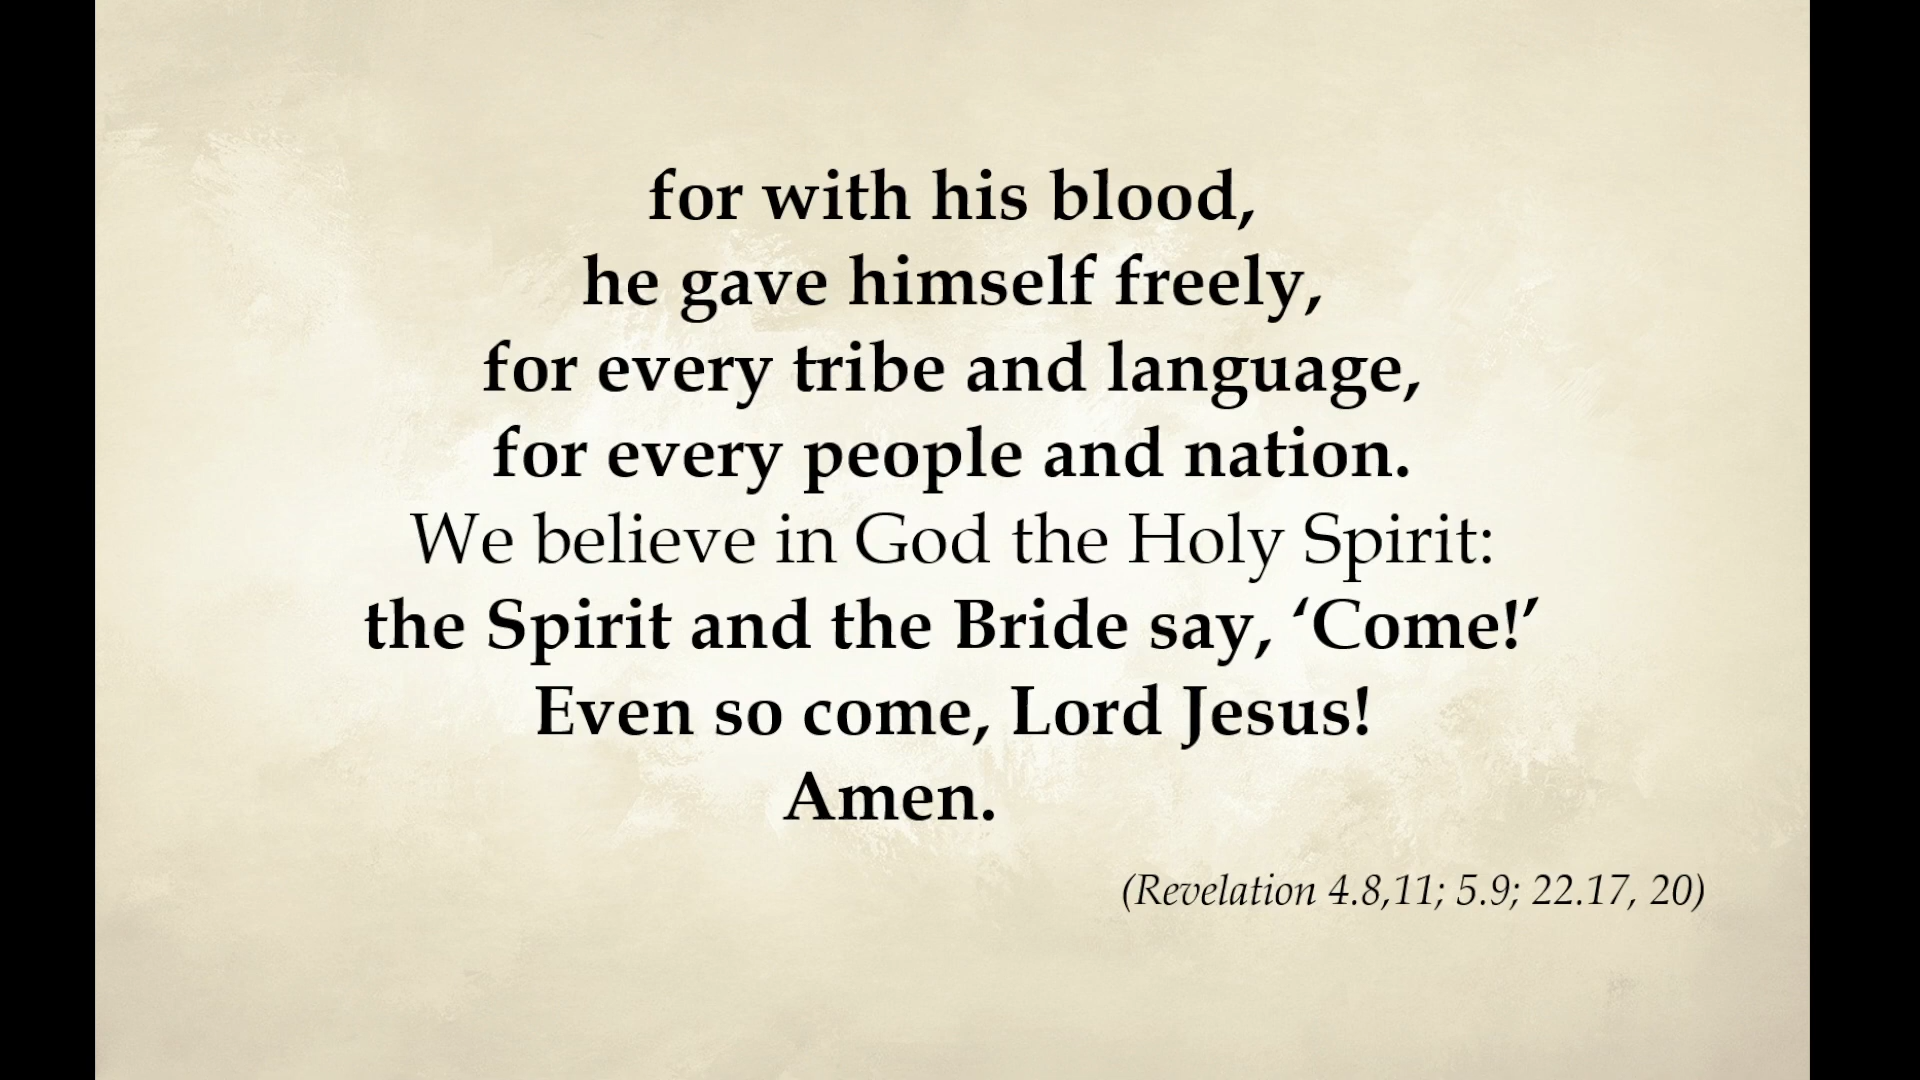 for with his blood,
he gave himself freely,
for every tribe and language,
for every people and nation.
We believe in God the Holy Spirit:
the Spirit and the Bride say, ‘Come!’
Even so come, Lord Jesus!
Amen.
(Revelation 4.8,11; 5.9; 22.17, 20)